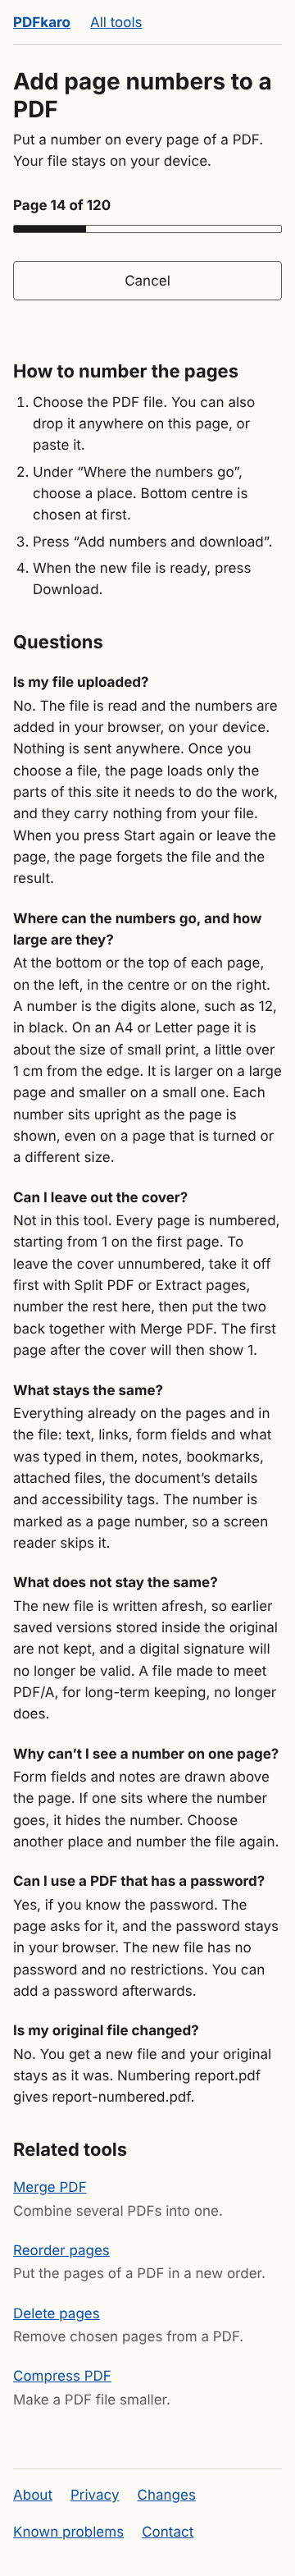 PDFkaro All tools
Add page numbers to a
PDF
Put a number on every page of a PDF.
Your file stays on your device.
Page 14 of 120
Cancel
How to number the pages
1. Choose the PDF file. You can also
drop it anywhere on this page, or
paste it.
2. Under “Where the numbers go”,
choose a place. Bottom centre is
chosen at first.
3. Press “Add numbers and download”.
4. When the new file is ready, press
Download.
Questions
Is my file uploaded?
No. The file is read and the numbers are
added in your browser, on your device.
Nothing is sent anywhere. Once you
choose a file, the page loads only the
parts of this site it needs to do the work,
and they carry nothing from your file.
When you press Start again or leave the
page, the page forgets the file and the
result.
Where can the numbers go, and how
large are they?
At the bottom or the top of each page,
on the left, in the centre or on the right.
A number is the digits alone, such as 12,
in black. On an A4 or Letter page it is
about the size of small print, a little over
1 cm from the edge. It is larger on a large
page and smaller on a small one. Each
number sits upright as the page is
shown, even on a page that is turned or
a different size.
Can I leave out the cover?
Not in this tool. Every page is numbered,
starting from 1 on the first page. To
leave the cover unnumbered, take it off
first with Split PDF or Extract pages,
number the rest here, then put the two
back together with Merge PDF. The first
page after the cover will then show 1.
What stays the same?
Everything already on the pages and in
the file: text, links, form fields and what
was typed in them, notes, bookmarks,
attached files, the document’s details
and accessibility tags. The number is
marked as a page number, so a screen
reader skips it.
What does not stay the same?
The new file is written afresh, so earlier
saved versions stored inside the original
are not kept, and a digital signature will
no longer be valid. A file made to meet
PDF/A, for long-term keeping, no longer
does.
Why can’t I see a number on one page?
Form fields and notes are drawn above
the page. If one sits where the number
goes, it hides the number. Choose
another place and number the file again.
Can I use a PDF that has a password?
Yes, if you know the password. The
page asks for it, and the password stays
in your browser. The new file has no
password and no restrictions. You can
add a password afterwards.
Is my original file changed?
No. You get a new file and your original
stays as it was. Numbering report.pdf
gives report-numbered.pdf.
Related tools
Merge PDF
Combine several PDFs into one.
Reorder pages
Put the pages of a PDF in a new order.
Delete pages
Remove chosen pages from a PDF.
Compress PDF
Make a PDF file smaller.
About Privacy Changes
Known problems Contact